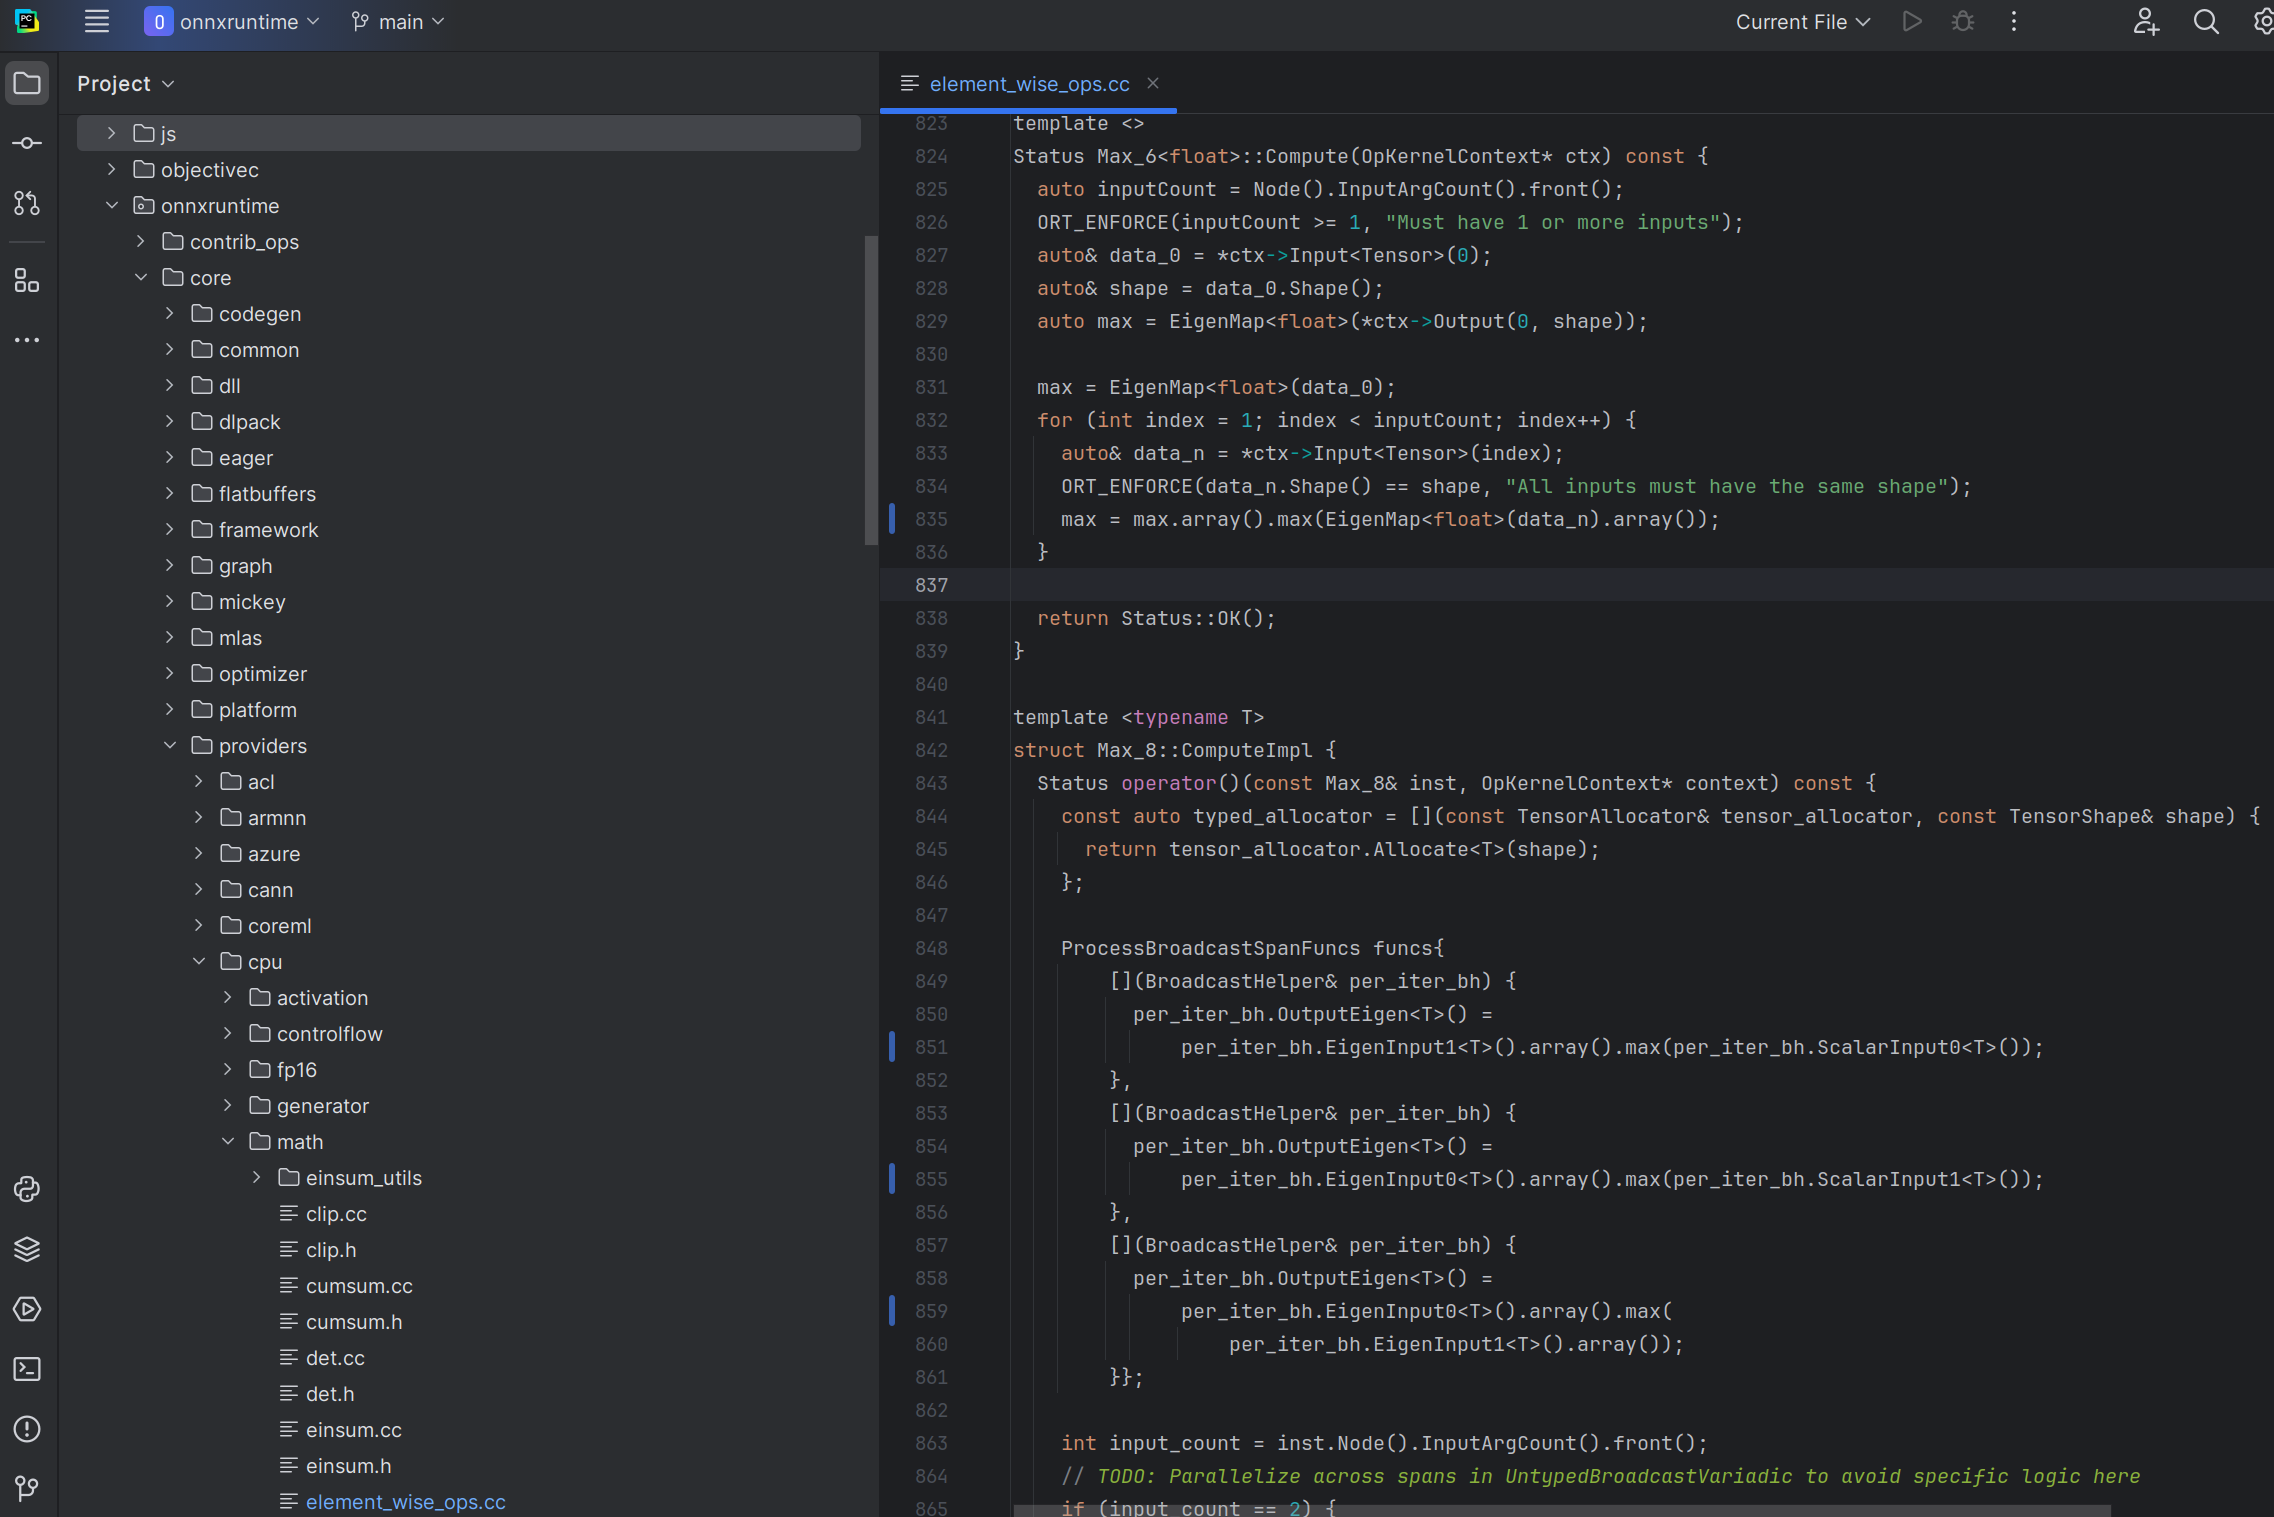 PC
O onnxruntime main
Current File
Project
js
objectivec
onnxruntime
contrib_ops
core
codegen
common
dll
dlpack
eager
flatbuffers
framework
graph
mickey
mlas
optimizer
platform
providers
acl
armnn
azure
cann
coreml
cpu
activation
controlflow
fp16
generator
math
einsum_utils
clip.cc
clip.h
cumsum.cc
cumsum.h
det.cc
det.h
einsum.cc
einsum.h
element_wise_ops.cc
element_wise_ops.cc
823 template <>
824 Status Max_6<float>::Compute(OpKernelContext* ctx) const {
825 auto inputCount = Node().InputArgCount().front();
826 ORT_ENFORCE(inputCount >= 1, "Must have 1 or more inputs");
827 auto& data_0 = *ctx->Input<Tensor>(0);
828 auto& shape = data_0.Shape();
829 auto max = EigenMap<float>(*ctx->Output(0, shape));
830
831 max = EigenMap<float>(data_0);
832 for (int index = 1; index < inputCount; index++) {
833 auto& data_n = *ctx->Input<Tensor>(index);
834 ORT_ENFORCE(data_n.Shape() == shape, "All inputs must have the same shape");
835 max = max.array().max(EigenMap<float>(data_n).array());
836 }
837
838 return Status::OK();
839 }
840
841 template <typename T>
842 struct Max_8::ComputeImpl {
843 Status operator()(const Max_8& inst, OpKernelContext* context) const {
844 const auto typed_allocator = [](const TensorAllocator& tensor_allocator, const TensorShape& shape) {
845 return tensor_allocator.Allocate<T>(shape);
846 };
847
848 ProcessBroadcastSpanFuncs funcs{
849 [](BroadcastHelper& per_iter_bh) {
850 per_iter_bh.OutputEigen<T>() =
851 per_iter_bh.EigenInput1<T>().array().max(per_iter_bh.ScalarInput0<T>());
852 },
853 [](BroadcastHelper& per_iter_bh) {
854 per_iter_bh.OutputEigen<T>() =
855 per_iter_bh.EigenInput0<T>().array().max(per_iter_bh.ScalarInput1<T>());
856 },
857 [](BroadcastHelper& per_iter_bh) {
858 per_iter_bh.OutputEigen<T>() =
859 per_iter_bh.EigenInput0<T>().array().max(
860 per_iter_bh.EigenInput1<T>().array());
861 }};
862
863 int input_count = inst.Node().InputArgCount().front();
864 // TODO: Parallelize across spans in UntypedBroadcastVariadic to avoid specific logic here
865 if (input_count == 2) {